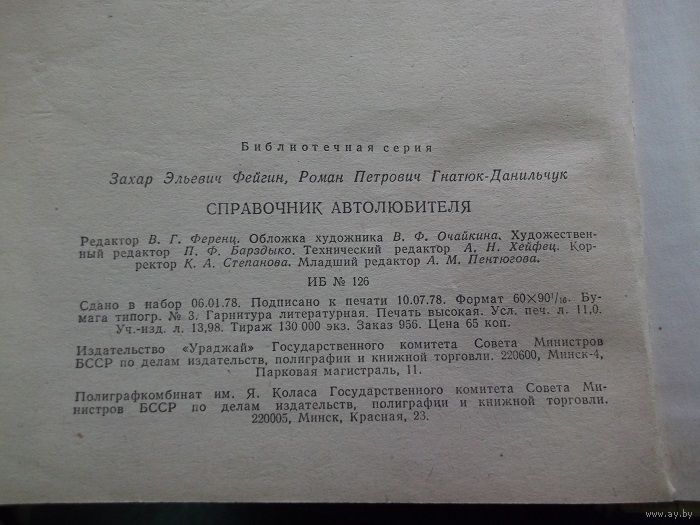 Библиотечная серия
Захар Эльевич Фейгин, Роман Петрович Гнатюк-Данильчук
СПРАВОЧНИК АВТОЛЮБИТЕЛЯ
Редактор В. Г. Ференц. Обложка художника В. Ф. Очайкина. Художествен-
ный редактор П. Ф. Барздыко. Технический редактор А. Н. Хейфец. Кор-
ректор К. А. Степанова. Младший редактор А. М. Пентюгова.
ИБ № 126
Сдано в набор 06.01.78. Подписано к печати 10.07.78. Формат 60×90¹/₁₆. Бу-
мага типогр. № 3. Гарнитура литературная. Печать высокая. Усл. печ. л. 11,0.
Уч.-изд. л. 13,98. Тираж 130 000 экз. Заказ 956. Цена 65 коп.
Издательство «Ураджай» Государственного комитета Совета Министров
БССР по делам издательств, полиграфии и книжной торговли. 220600, Минск-4,
Парковая магистраль, 11.
Полиграфкомбинат им. Я. Коласа Государственного комитета Совета Ми-
нистров БССР по делам издательств, полиграфии и книжной торговли.
220005, Минск, Красная, 23.
www.ay.by